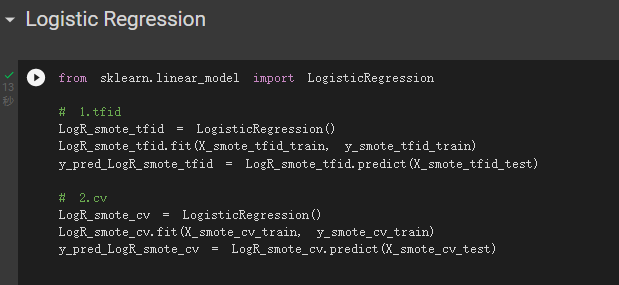 Logistic Regression
13
秒
from sklearn.linear_model import LogisticRegression
# 1.tfid
LogR_smote_tfid = LogisticRegression()
LogR_smote_tfid.fit(X_smote_tfid_train, y_smote_tfid_train)
y_pred_LogR_smote_tfid = LogR_smote_tfid.predict(X_smote_tfid_test)
# 2.cv
LogR_smote_cv = LogisticRegression()
LogR_smote_cv.fit(X_smote_cv_train, y_smote_cv_train)
y_pred_LogR_smote_cv = LogR_smote_cv.predict(X_smote_cv_test)